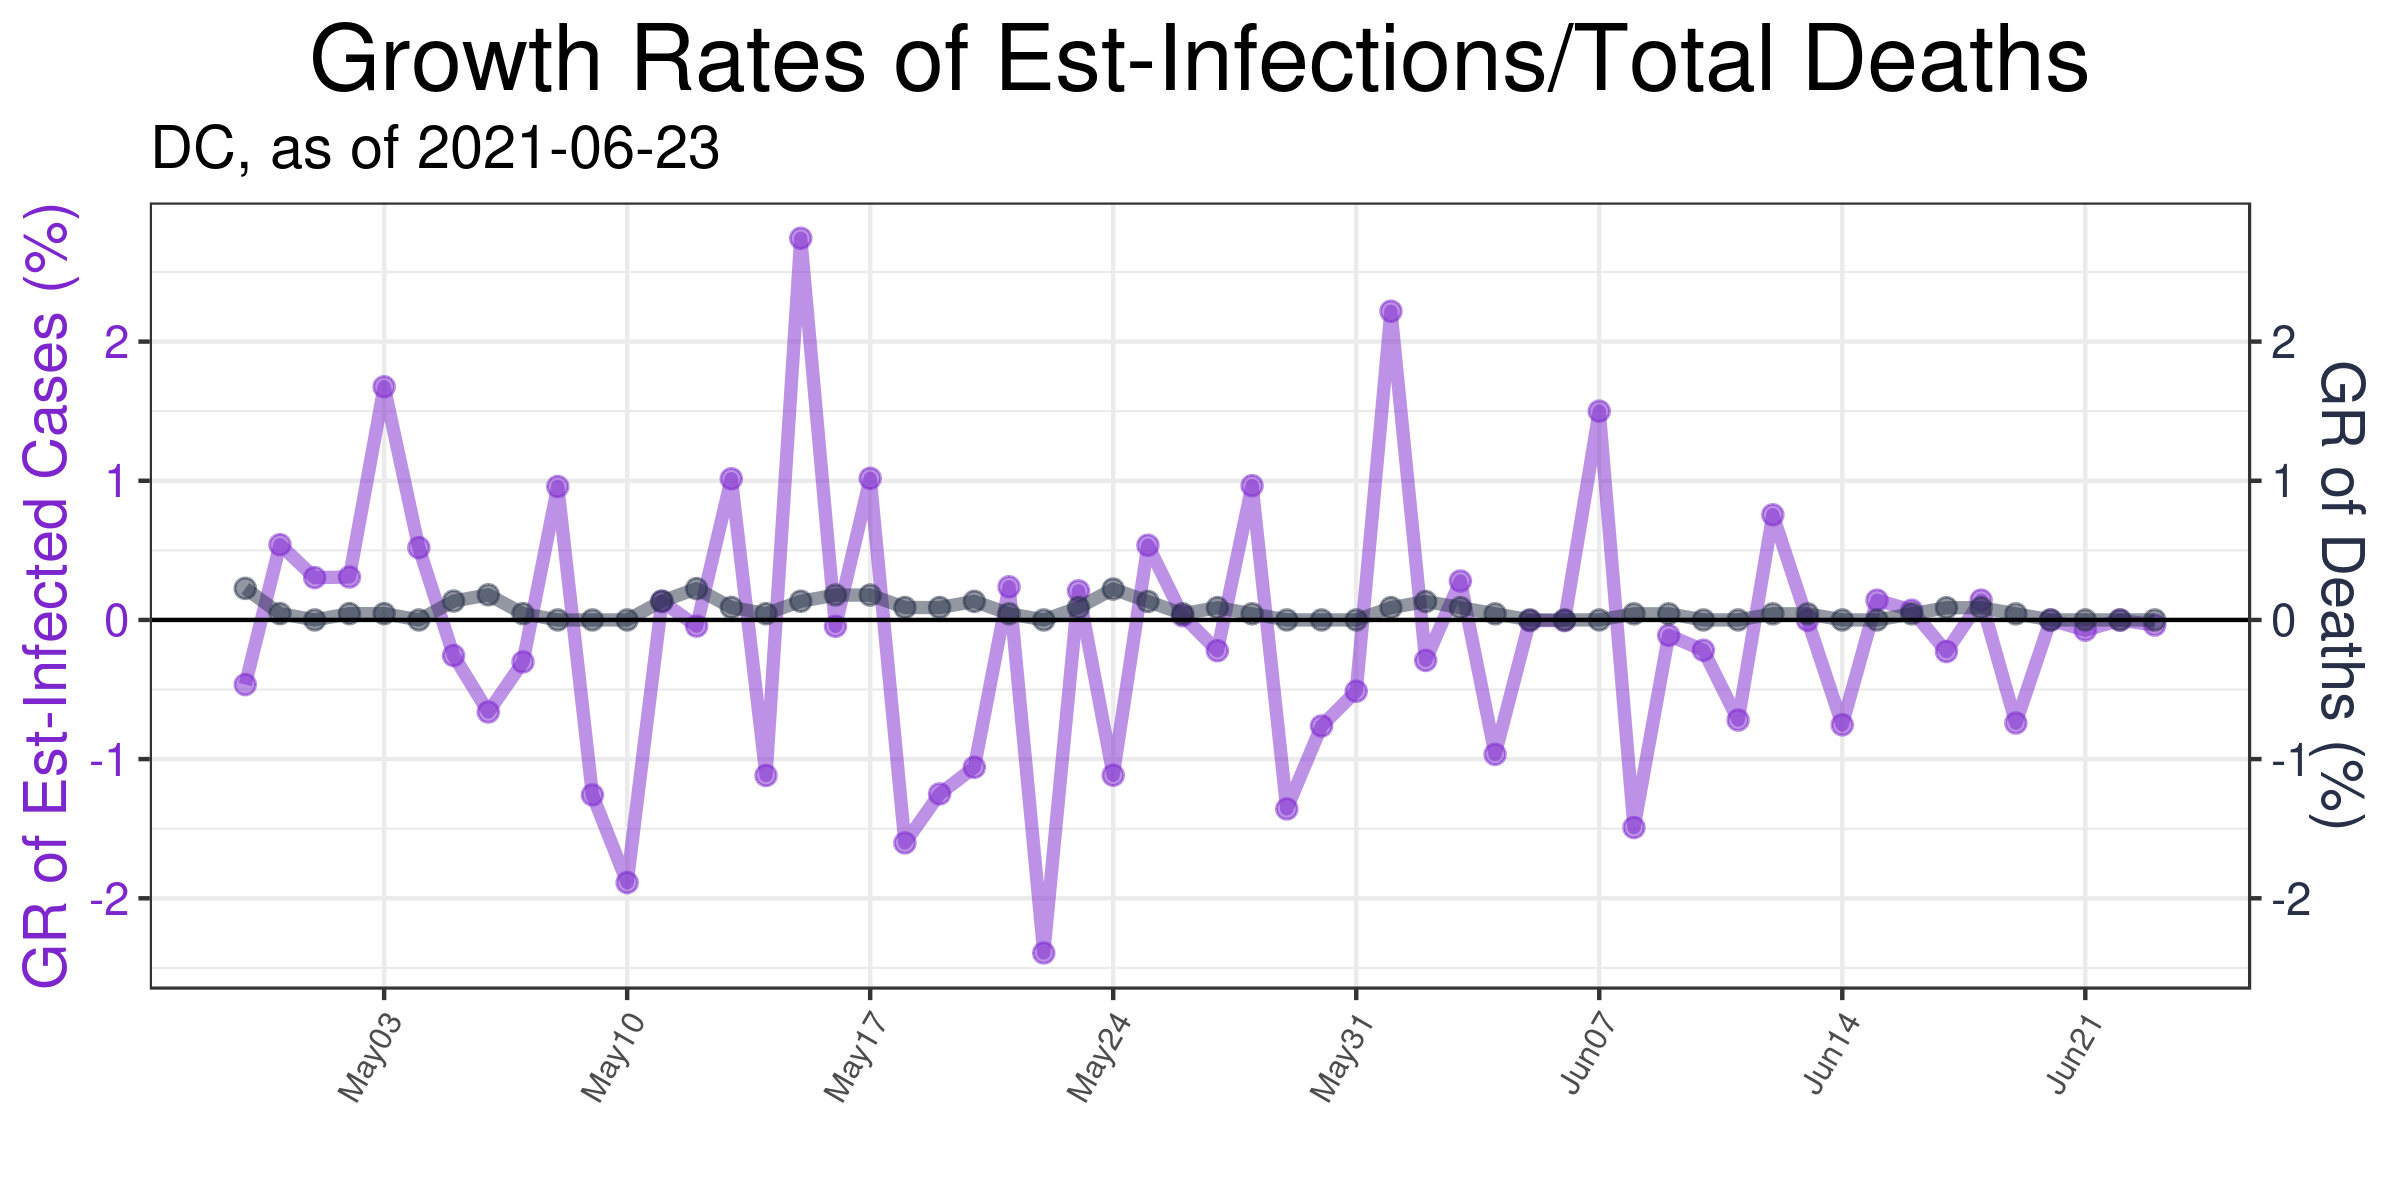 Growth Rates of Est-Infections/Total Deaths
DC, as of 2021-06-23
GR of Est-Infected Cases (%)
2
1
0
-1
-2
2
1
0
-1
-2
GR of Deaths (%)
May03
May10
May17
May24
May31
Jun07
Jun14
Jun21